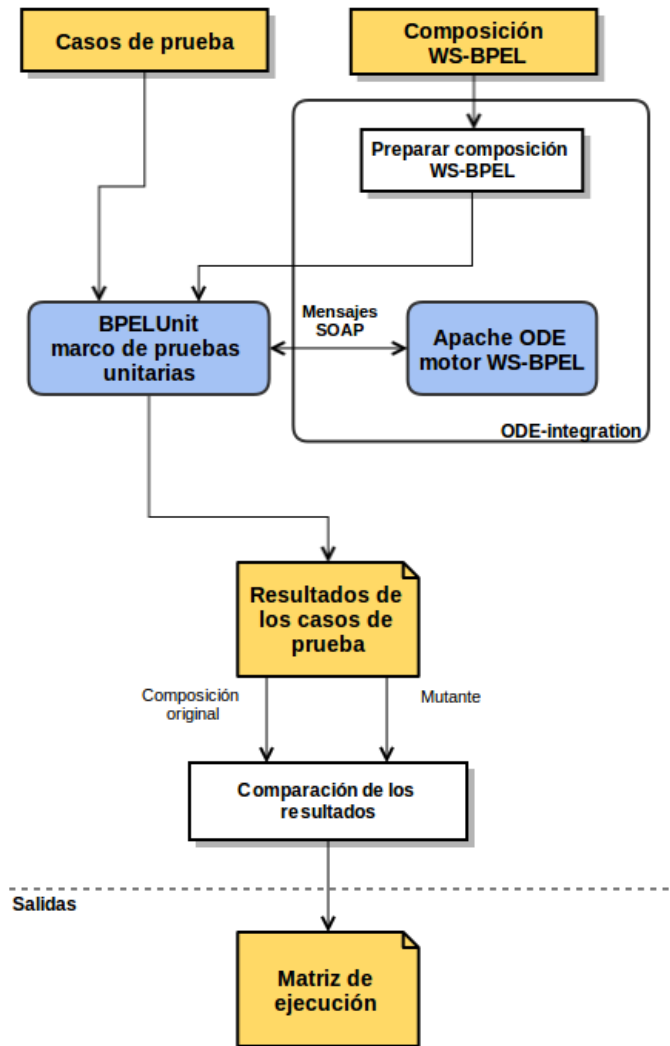 Casos de prueba
Composición
WS-BPEL
Preparar composición
WS-BPEL
BPELUnit
marco de pruebas
unitarias
Mensajes
SOAP
Apache ODE
motor WS-BPEL
ODE-integration
Resultados de
los casos de
prueba
Composición
original
Mutante
Comparación de los
resultados
Salidas
Matriz de
ejecución